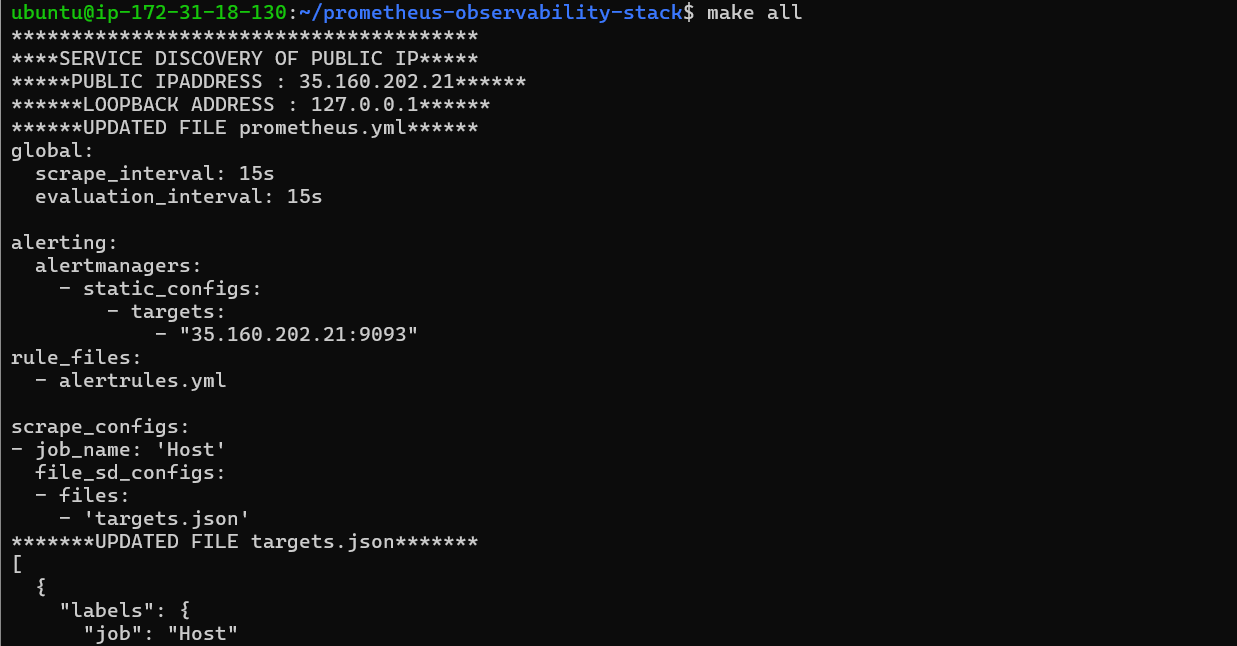 ubuntu@ip-172-31-18-130:~/prometheus-observability-stack$ make all
***************************************
****SERVICE DISCOVERY OF PUBLIC IP*****
*****PUBLIC IPADDRESS : 35.160.202.21******
******LOOPBACK ADDRESS : 127.0.0.1******
******UPDATED FILE prometheus.yml******
global:
  scrape_interval: 15s
  evaluation_interval: 15s

alerting:
  alertmanagers:
    - static_configs:
        - targets:
            - "35.160.202.21:9093"
rule_files:
  - alertrules.yml

scrape_configs:
- job_name: 'Host'
  file_sd_configs:
  - files:
    - 'targets.json'
*******UPDATED FILE targets.json*******
[
  {
    "labels": {
      "job": "Host"